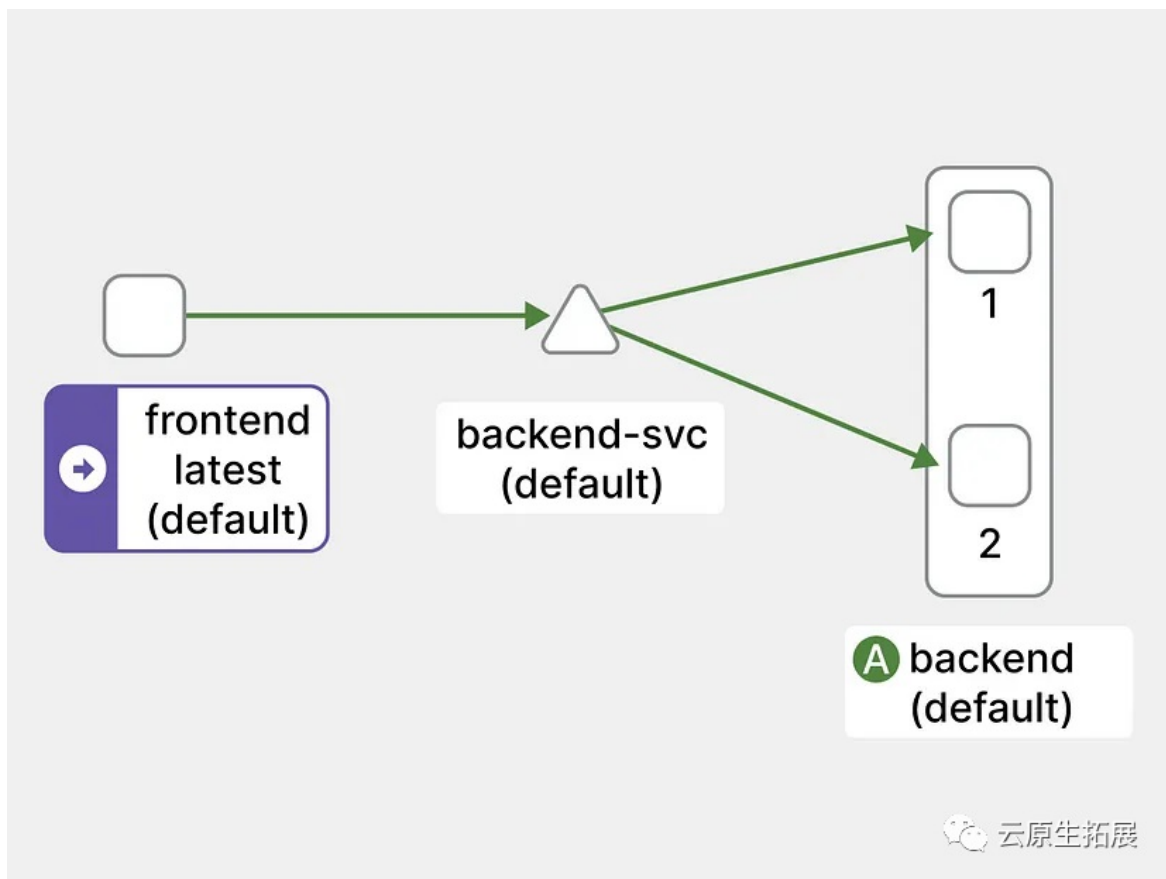 frontend
latest
(default)
backend-svc
(default)
1
2
A backend
(default)
云原生拓展